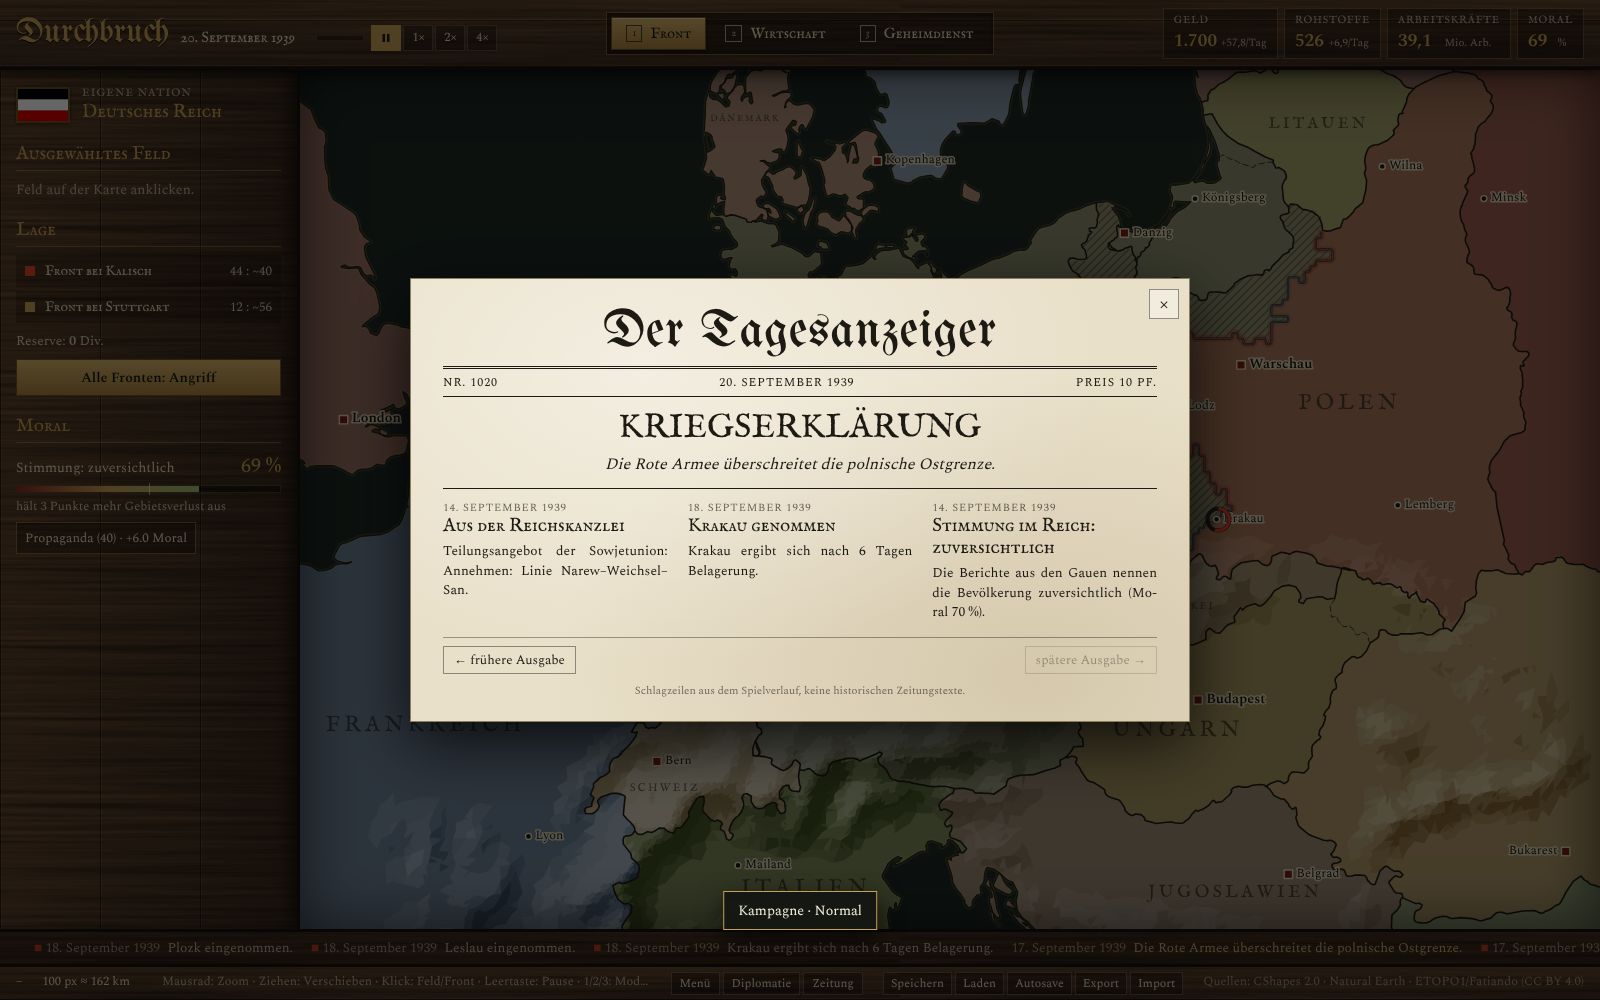 Durchbruch
20. September 1939
1×
2×
4×
1 Front
2 Wirtschaft
3 Geheimdienst
GELD
1.700 +57,8/Tag
ROHSTOFFE
526 +6,9/Tag
ARBEITSKRÄFTE
39,1 Mio. Arb.
MORAL
69 %
EIGENE NATION
Deutsches Reich
Ausgewähltes Feld
Feld auf der Karte anklicken.
Lage
Front bei Kalisch 44 : ~40
Front bei Stuttgart 12 : ~56
Reserve: 0 Div.
Alle Fronten: Angriff
Moral
Stimmung: zuversichtlich 69 %
hält 3 Punkte mehr Gebietsverlust aus
Propaganda (40) · +6.0 Moral
DÄNEMARK
Kopenhagen
LITAUEN
Wilna
Minsk
Königsberg
Danzig
London
Warschau
Lodz
POLEN
Lemberg
Krakau
Budapest
UNGARN
FRANKREICH
Bern
SCHWEIZ
Lyon
Mailand
ITALIEN
JUGOSLAWIEN
Belgrad
Bukarest
×
Der Tagesanzeiger
NR. 1020
20. SEPTEMBER 1939
PREIS 10 PF.
KRIEGSERKLÄRUNG
Die Rote Armee überschreitet die polnische Ostgrenze.
14. SEPTEMBER 1939
Aus der Reichskanzlei
Teilungsangebot der Sowjetunion:
Annehmen: Linie Narew–Weichsel–
San.
18. SEPTEMBER 1939
Krakau genommen
Krakau ergibt sich nach 6 Tagen
Belagerung.
14. SEPTEMBER 1939
Stimmung im Reich:
zuversichtlich
Die Berichte aus den Gauen nennen
die Bevölkerung zuversichtlich (Mo-
ral 70 %).
← frühere Ausgabe
spätere Ausgabe →
Schlagzeilen aus dem Spielverlauf, keine historischen Zeitungstexte.
Kampagne · Normal
18. September 1939 Plozk eingenommen.
18. September 1939 Leslau eingenommen.
18. September 1939 Krakau ergibt sich nach 6 Tagen Belagerung.
17. September 1939 Die Rote Armee überschreitet die polnische Ostgrenze.
17. September 193
– 100 px ≈ 162 km
Mausrad: Zoom · Ziehen: Verschieben · Klick: Feld/Front · Leertaste: Pause · 1/2/3: Mod…
Menü
Diplomatie
Zeitung
Speichern
Laden
Autosave
Export
Import
Quellen: CShapes 2.0 · Natural Earth · ETOPO1/Fatiando (CC BY 4.0)